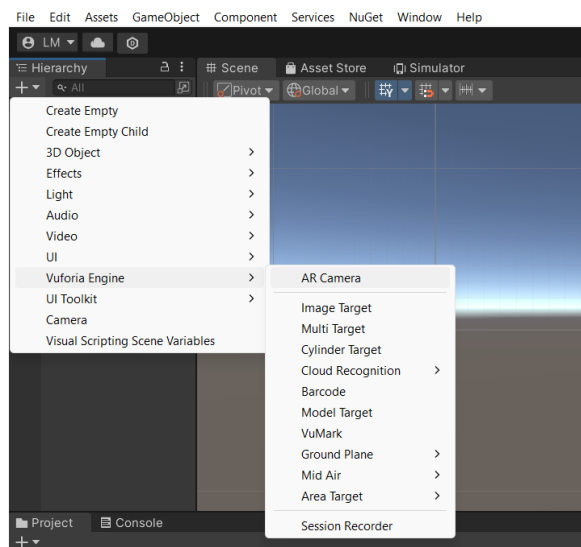 File Edit Assets GameObject Component Services NuGet Window Help
LM
Hierarchy
Scene Asset Store Simulator
All
Pivot Global
Create Empty
Create Empty Child
3D Object
Effects
Light
Audio
Video
UI
Vuforia Engine
UI Toolkit
Camera
Visual Scripting Scene Variables
AR Camera
Image Target
Multi Target
Cylinder Target
Cloud Recognition
Barcode
Model Target
VuMark
Ground Plane
Mid Air
Area Target
Session Recorder
Project Console